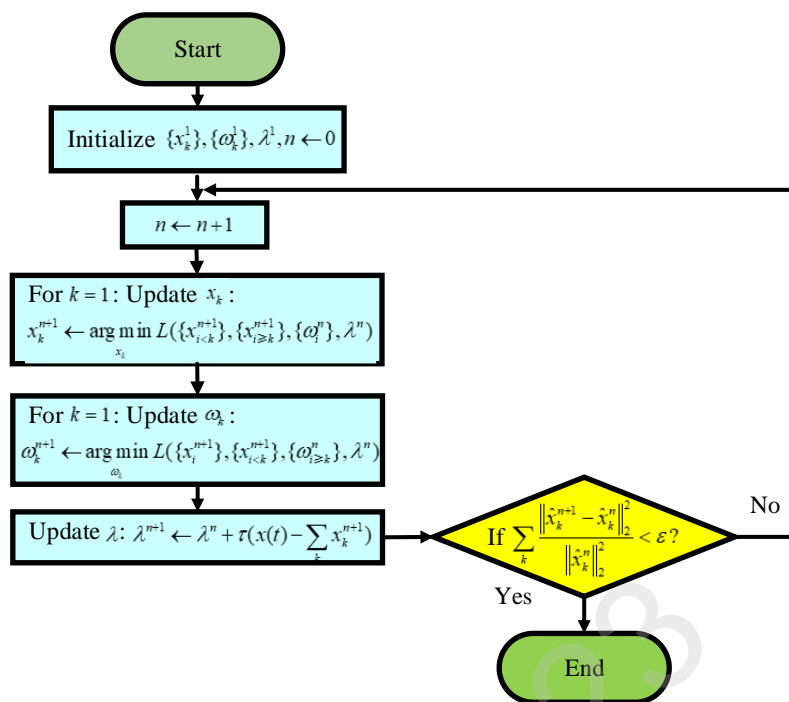 Start
Initialize {x_k^1}, {ω_k^1}, λ^1, n ← 0
n ← n+1
For k = 1: Update x_k :
x_k^{n+1} ← arg min_{x_k} L({x_{i<k}^{n+1}}, {x_{i⩾k}^{n+1}}, {ω_i^n}, λ^n)
For k = 1: Update ω_k :
ω_k^{n+1} ← arg min_{ω_k} L({x_i^{n+1}}, {x_{i<k}^{n+1}}, {ω_{i⩾k}^n}, λ^n)
Update λ: λ^{n+1} ← λ^n + τ(x(t) − ∑_k x_k^{n+1})
If ∑_k ‖x̂_k^{n+1} − x̂_k^n‖_2^2 / ‖x̂_k^n‖_2^2 < ε?
No
Yes
End